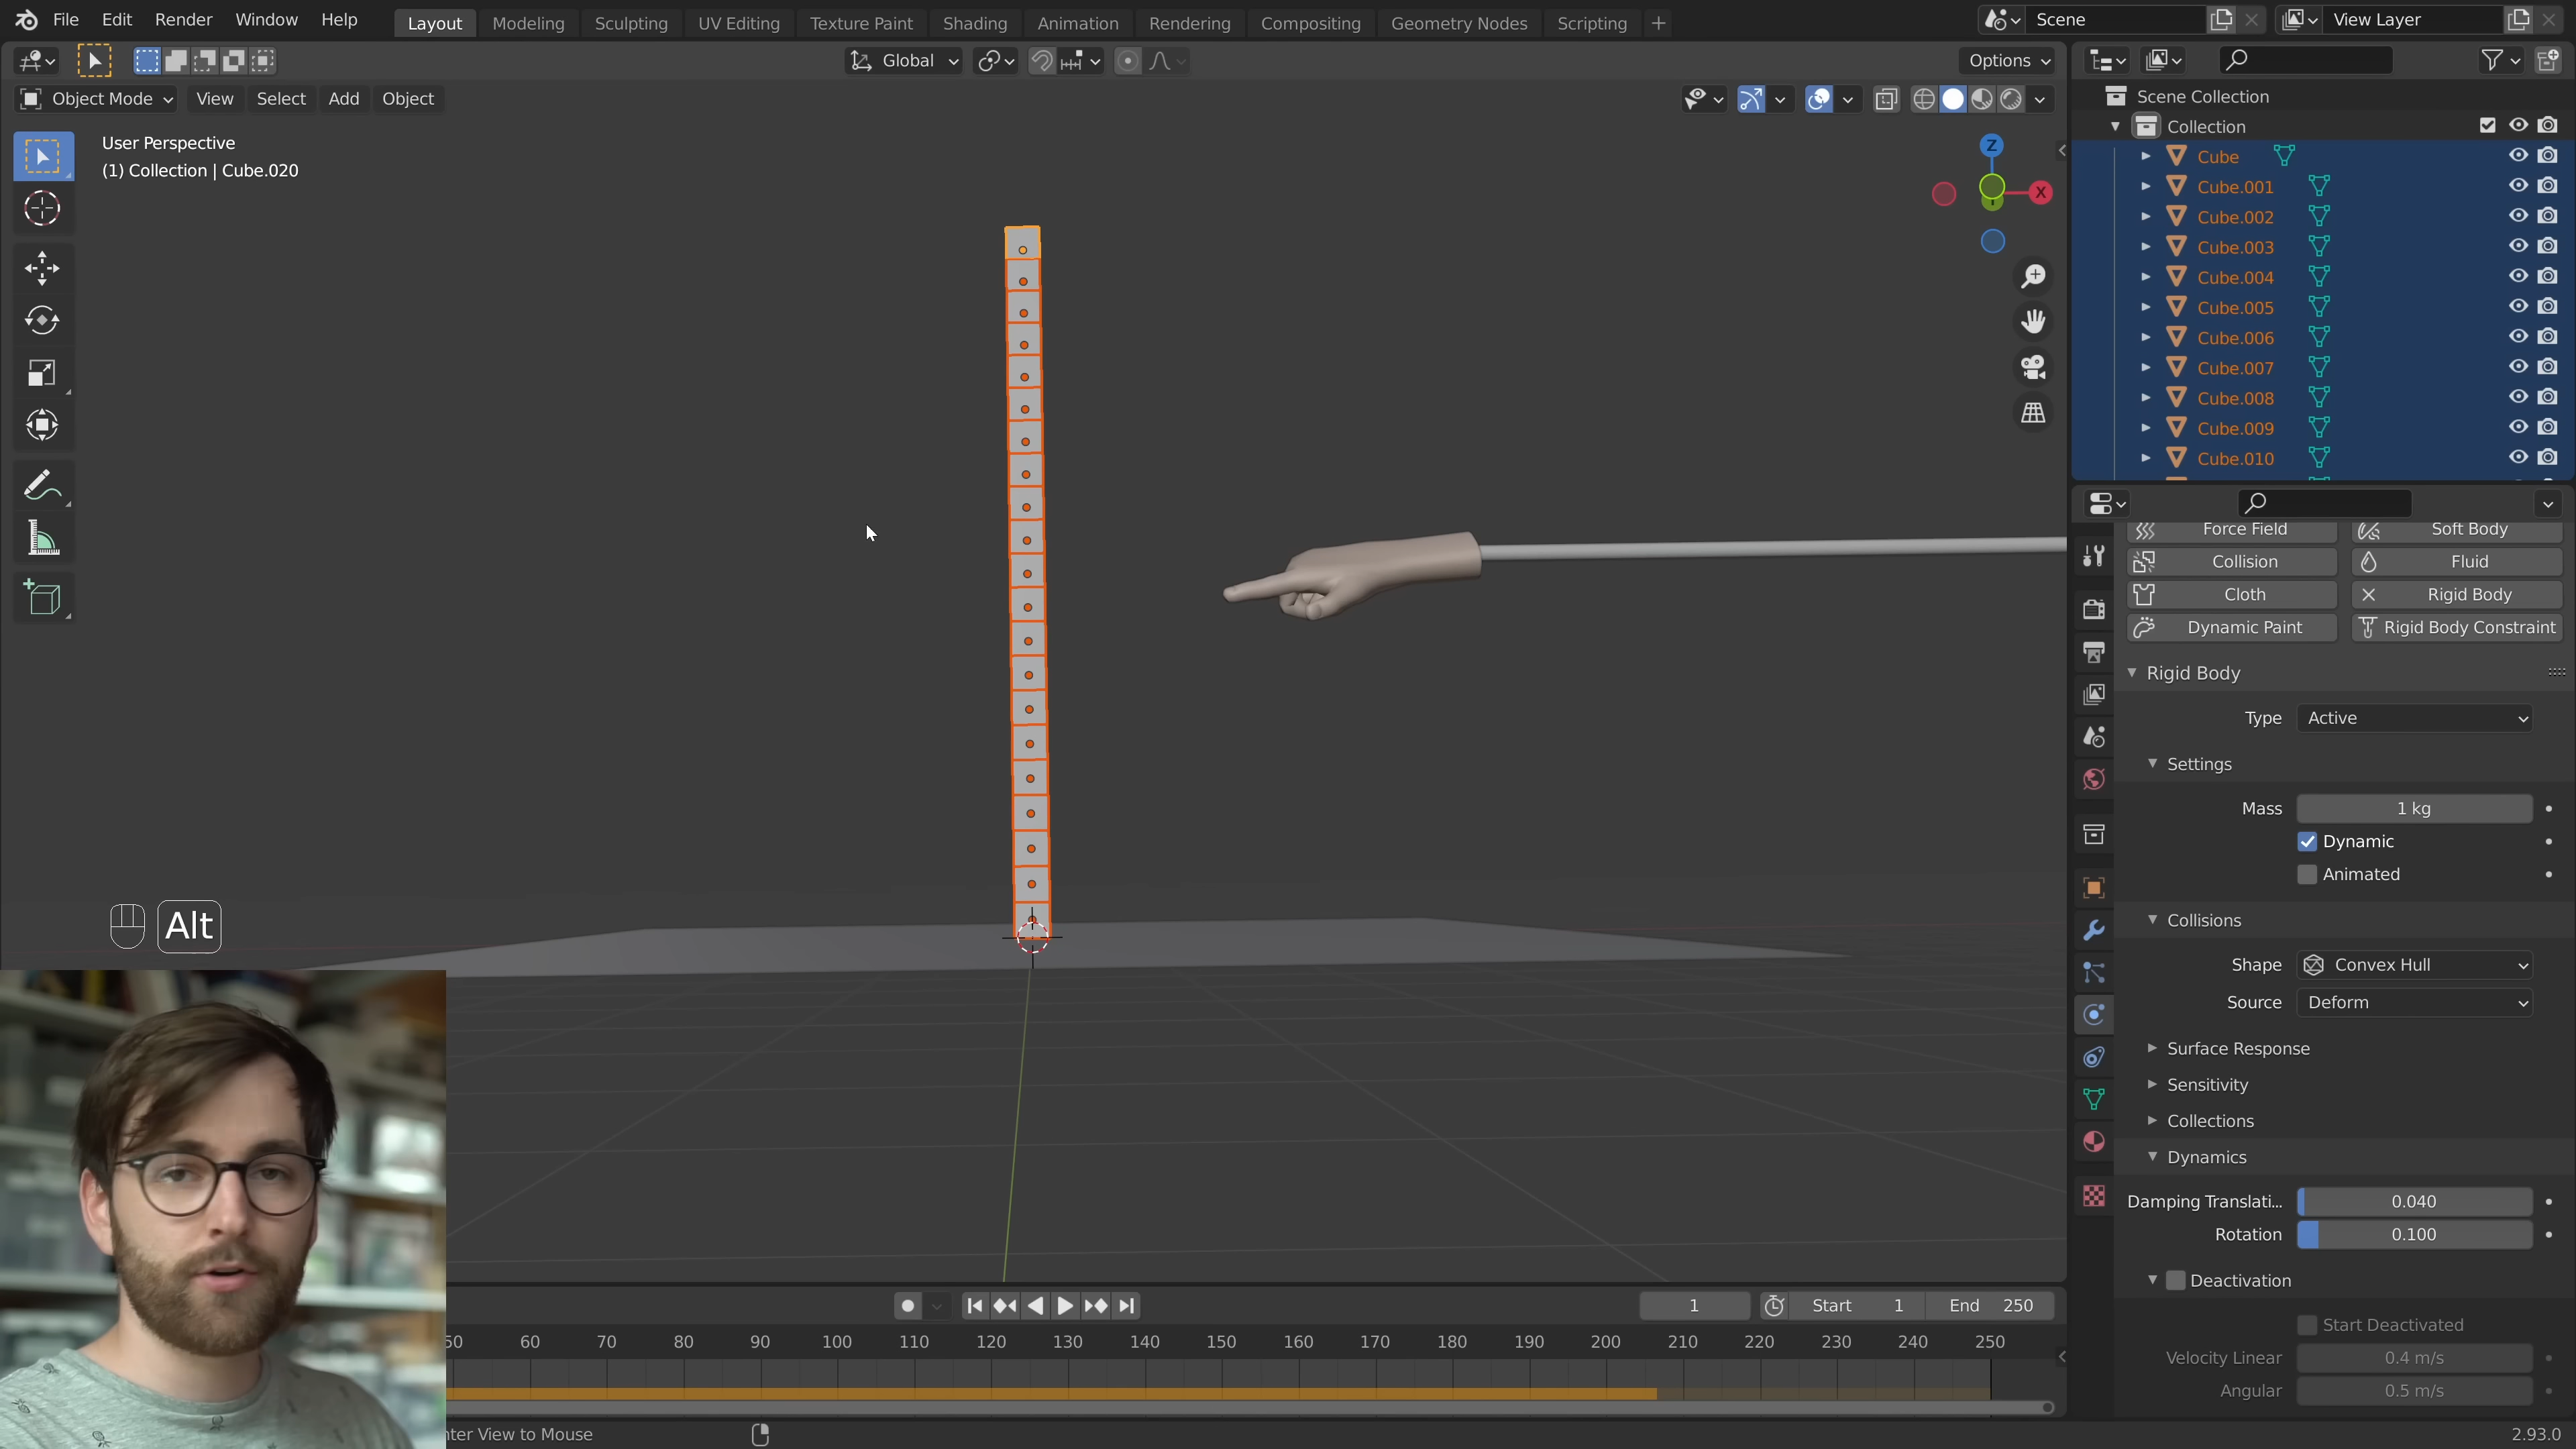 File Edit Render Window Help Layout Modeling Sculpting UV Editing Texture Paint Shading Animation Rendering Compositing Geometry Nodes Scripting + Scene View Layer
Global Options
Object Mode View Select Add Object
User Perspective
(1) Collection | Cube.020
Z
X
Alt
Scene Collection
Collection
Cube
Cube.001
Cube.002
Cube.003
Cube.004
Cube.005
Cube.006
Cube.007
Cube.008
Cube.009
Cube.010
Force Field Soft Body
Collision Fluid
Cloth Rigid Body
Dynamic Paint Rigid Body Constraint
Rigid Body
Type Active
Settings
Mass 1 kg
Dynamic
Animated
Collisions
Shape Convex Hull
Source Deform
Surface Response
Sensitivity
Collections
Dynamics
Damping Translati... 0.040
Rotation 0.100
Deactivation
Start Deactivated
Velocity Linear 0.4 m/s
Angular 0.5 m/s
1 Start 1 End 250
50 60 70 80 90 100 110 120 130 140 150 160 170 180 190 200 210 220 230 240 250
nter View to Mouse
2.93.0